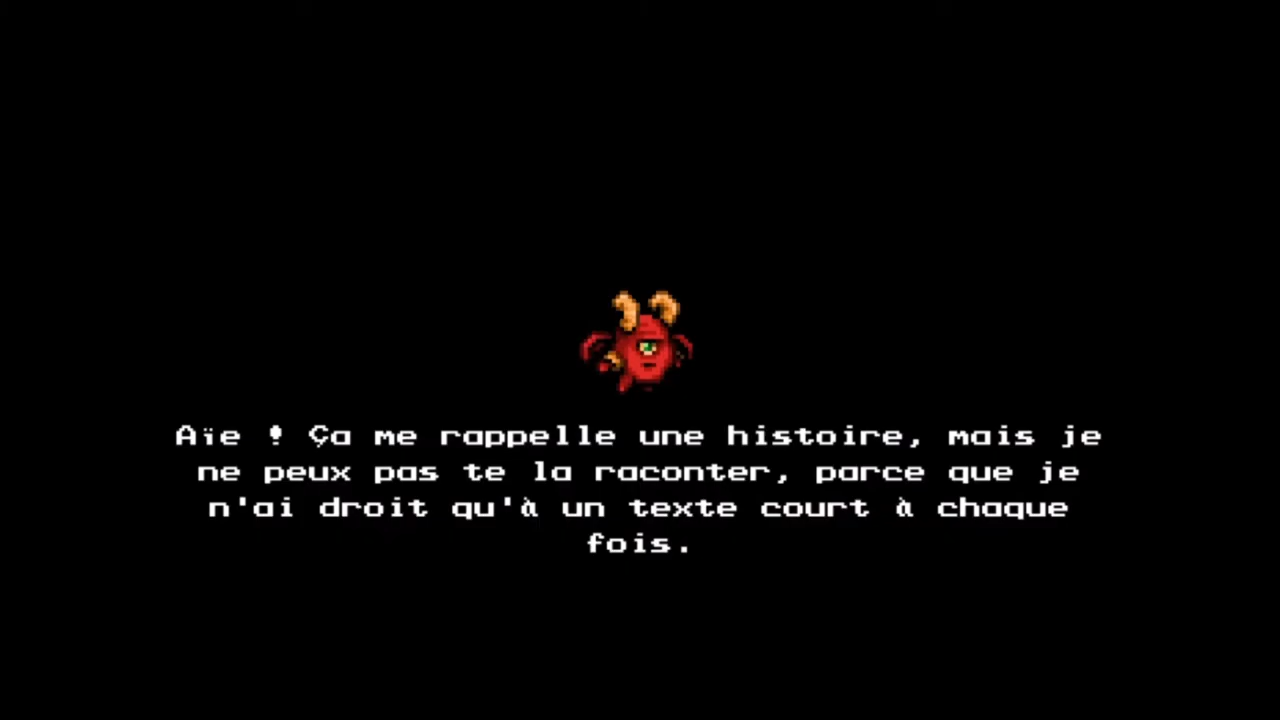 Aïe ! Ça me rappelle une histoire, mais je
ne peux pas te la raconter, parce que je
n'ai droit qu'à un texte court à chaque
fois.